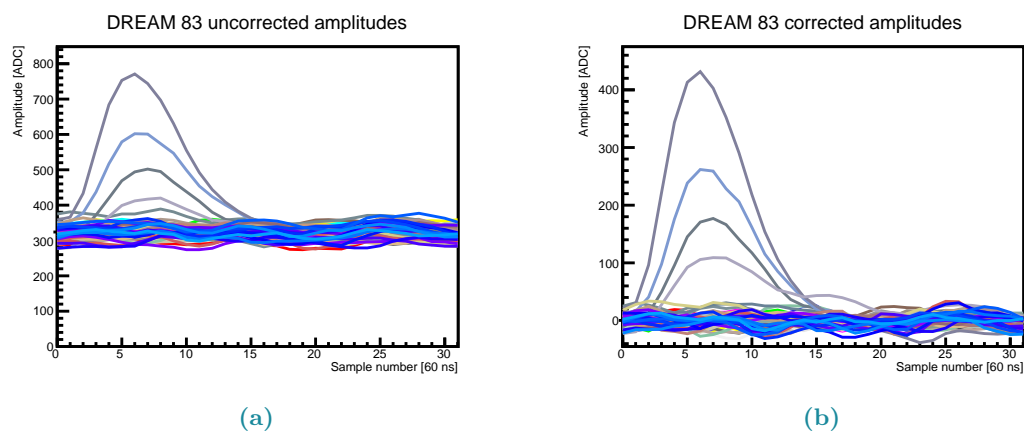 DREAM 83 uncorrected amplitudes
Amplitude [ADC]
800
700
600
500
400
300
200
100
0
0 5 10 15 20 25 30
Sample number [60 ns]
(a)
DREAM 83 corrected amplitudes
Amplitude [ADC]
400
300
200
100
0
0 5 10 15 20 25 30
Sample number [60 ns]
(b)